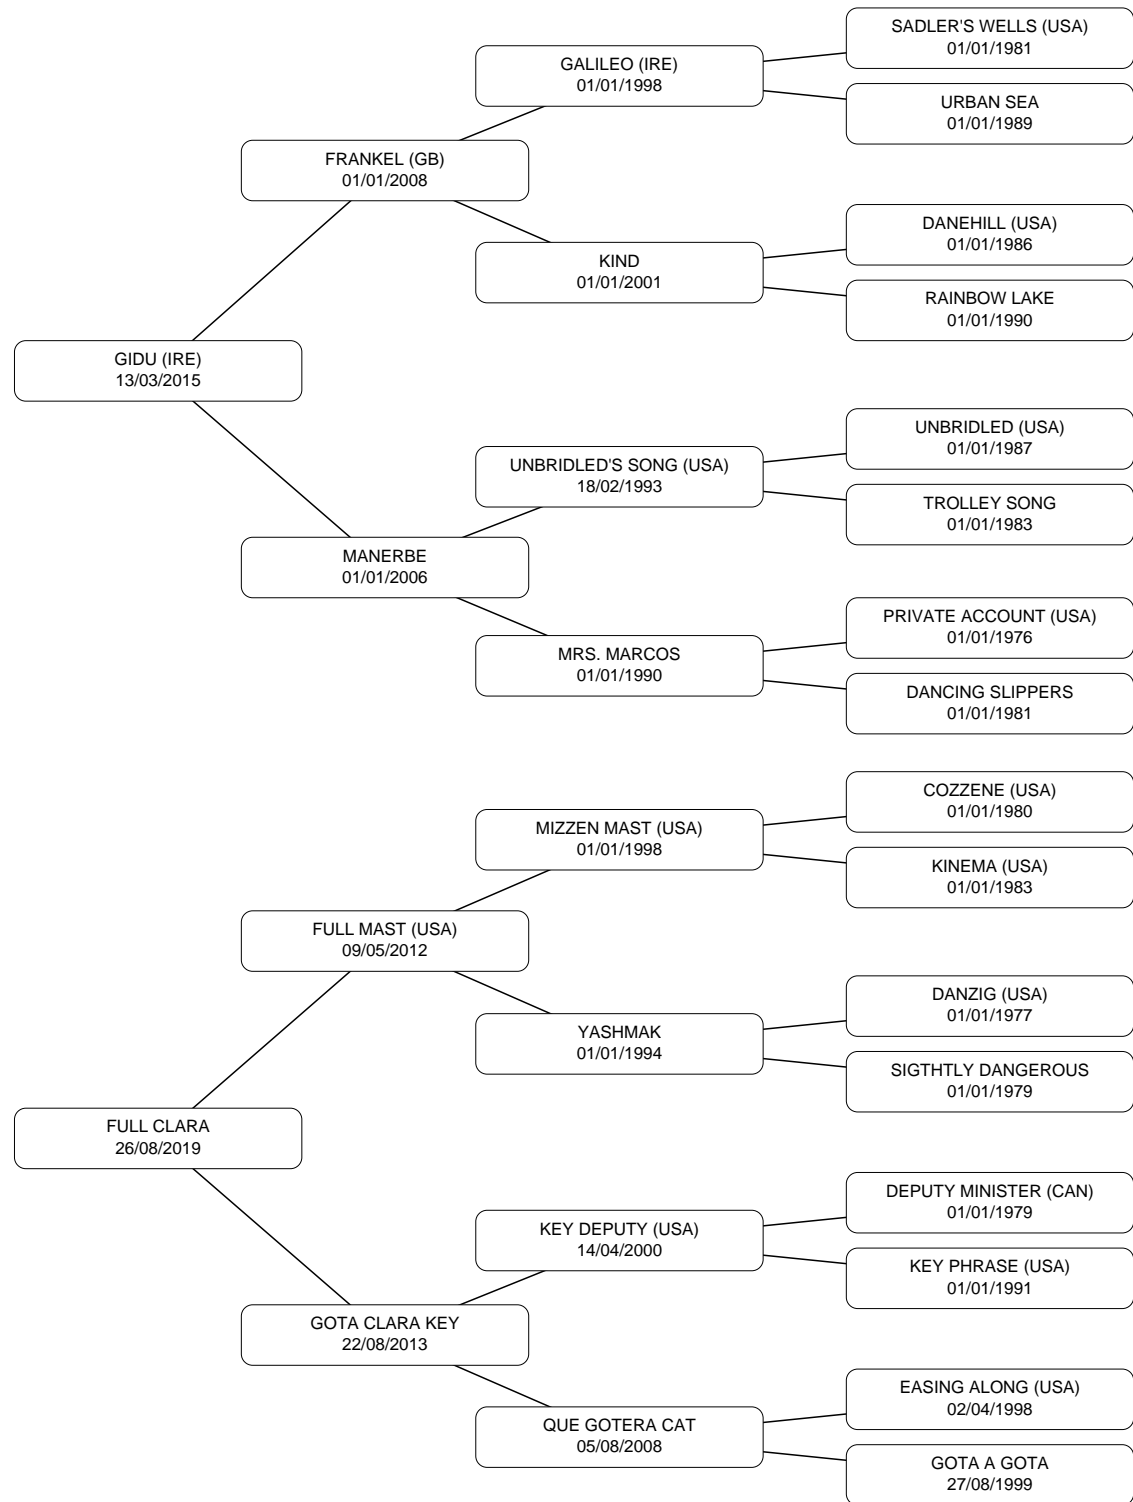 SADLER'S WELLS (USA)
01/01/1981
GALILEO (IRE)
01/01/1998
URBAN SEA
01/01/1989
FRANKEL (GB)
01/01/2008
DANEHILL (USA)
01/01/1986
KIND
01/01/2001
RAINBOW LAKE
01/01/1990
GIDU (IRE)
13/03/2015
UNBRIDLED (USA)
01/01/1987
UNBRIDLED'S SONG (USA)
18/02/1993
TROLLEY SONG
01/01/1983
MANERBE
01/01/2006
PRIVATE ACCOUNT (USA)
01/01/1976
MRS. MARCOS
01/01/1990
DANCING SLIPPERS
01/01/1981
COZZENE (USA)
01/01/1980
MIZZEN MAST (USA)
01/01/1998
KINEMA (USA)
01/01/1983
FULL MAST (USA)
09/05/2012
DANZIG (USA)
01/01/1977
YASHMAK
01/01/1994
SIGTHTLY DANGEROUS
01/01/1979
FULL CLARA
26/08/2019
DEPUTY MINISTER (CAN)
01/01/1979
KEY DEPUTY (USA)
14/04/2000
KEY PHRASE (USA)
01/01/1991
GOTA CLARA KEY
22/08/2013
EASING ALONG (USA)
02/04/1998
QUE GOTERA CAT
05/08/2008
GOTA A GOTA
27/08/1999